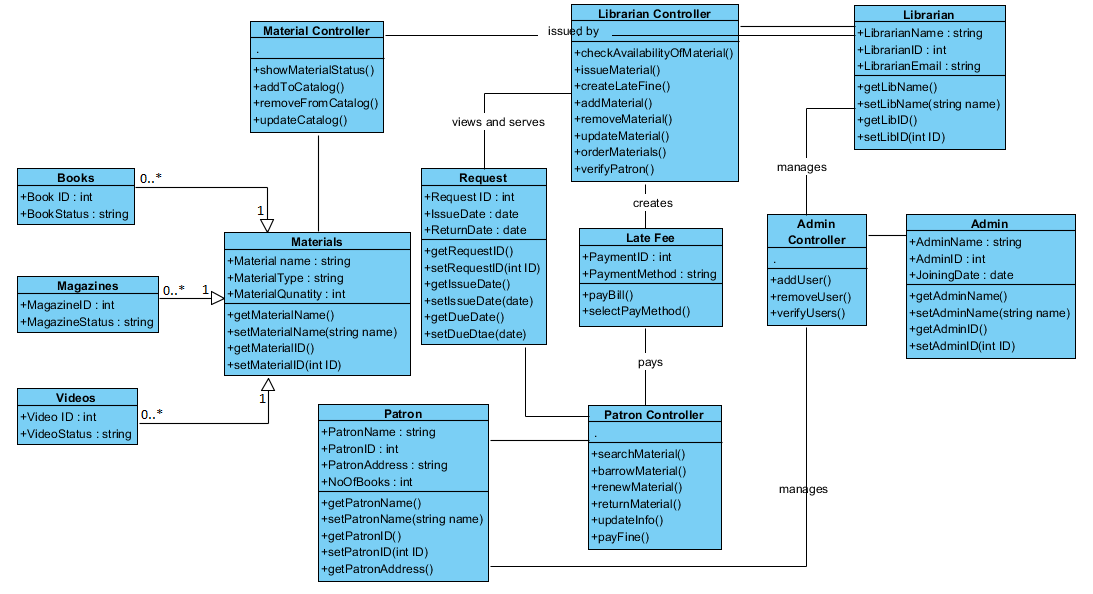 Material Controller
.
+showMaterialStatus()
+addToCatalog()
+removeFromCatalog()
+updateCatalog()
issued by
Librarian Controller
.
+checkAvailabilityOfMaterial()
+issueMaterial()
+createLateFine()
+addMaterial()
+removeMaterial()
+updateMaterial()
+orderMaterials()
+verifyPatron()
Librarian
+LibrarianName : string
+LibrarianID : int
+LibrarianEmail : string
+getLibName()
+setLibName(string name)
+getLibID()
+setLibID(int ID)
views and serves
manages
creates
Books
+Book ID : int
+BookStatus : string
0..*
1
Request
+Request ID : int
+IssueDate : date
+ReturnDate : date
+getRequestID()
+setRequestID(int ID)
+getIssueDate()
+setIssueDate(date)
+getDueDate()
+setDueDtae(date)
Materials
+Material name : string
+MaterialType : string
+MaterialQunatity : int
+getMaterialName()
+setMaterialName(string name)
+getMaterialID()
+setMaterialID(int ID)
Late Fee
+PaymentID : int
+PaymentMethod : string
+payBill()
+selectPayMethod()
Admin
Controller
.
+addUser()
+removeUser()
+verifyUsers()
Admin
+AdminName : string
+AdminID : int
+JoiningDate : date
+getAdminName()
+setAdminName(string name)
+getAdminID()
+setAdminID(int ID)
Magazines
+MagazineID : int
+MagazineStatus : string
0..*
1
pays
Videos
+Video ID : int
+VideoStatus : string
0..*
1
Patron
+PatronName : string
+PatronID : int
+PatronAddress : string
+NoOfBooks : int
+getPatronName()
+setPatronName(string name)
+getPatronID()
+setPatronID(int ID)
+getPatronAddress()
Patron Controller
.
+searchMaterial()
+barrowMaterial()
+renewMaterial()
+returnMaterial()
+updateInfo()
+payFine()
manages